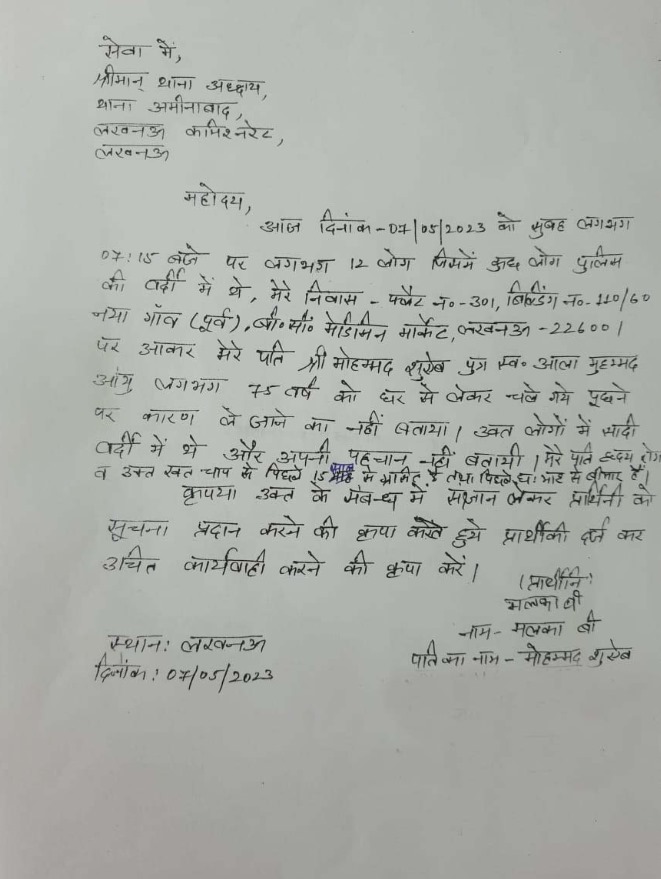 सेवा में,
श्रीमान् थाना अध्यक्ष,
थाना अमीनाबाद,
लखनऊ कमिश्नरेट,
लखनऊ
महोदय,
आज दिनांक - 07/05/2023 को सुबह लगभग
07:15 बजे पर लगभग 12 लोग जिसमें कुछ लोग पुलिस
की वर्दी में थे, मेरे निवास - फ्लैट न०-301, बिल्डिंग न०-110/60
नया गाँव (पूर्व), बी०सी० मेडिसिन मार्केट, लखनऊ - 226001
पर आकर मेरे पति श्री मोहम्मद शुऐब पुत्र स्व० आला मुहम्मद
आयु लगभग 75 वर्ष को घर से लेकर चले गये पूछने
पर कारण ले जाने का नहीं बताया। उक्त लोगों में सादी
वर्दी में थे और अपनी पहचान नहीं बतायी। मेरे पति हृदय रोग
व उक्त रक्त चाप से पिछले 15 से है तथा पिछले भर से बीमार हैं।
कृपया उक्त के संबन्ध में संज्ञान लेकर प्रार्थिनी को
सूचना प्रदान करने की कृपा करते हुये प्राथीकी दर्ज कर
उचित कार्यवाही करने की कृपा करें।
(प्रार्थीनि)
मलका बी
नाम - मलका बी
पति का नाम - मोहम्मद शुऐब
स्थान: लखनऊ
दिनांक: 07/05/2023